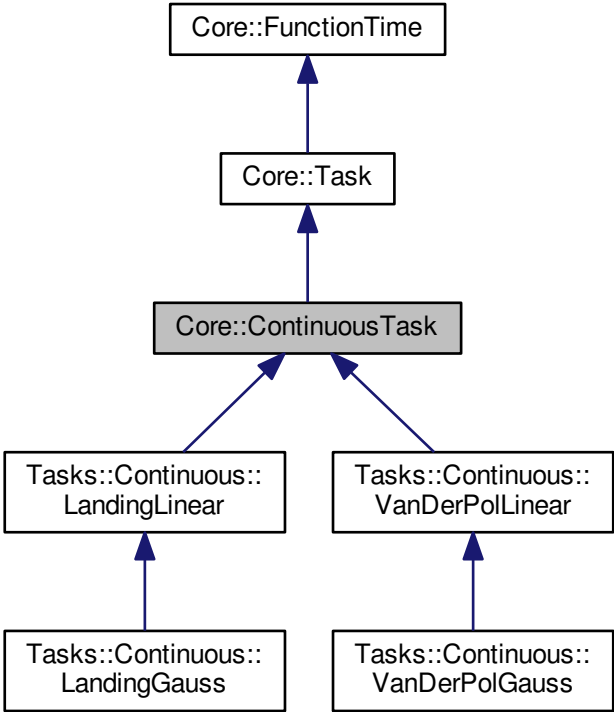 Core::FunctionTime
Core::Task
Core::ContinuousTask
Tasks::Continuous::
LandingLinear
Tasks::Continuous::
VanDerPolLinear
Tasks::Continuous::
LandingGauss
Tasks::Continuous::
VanDerPolGauss